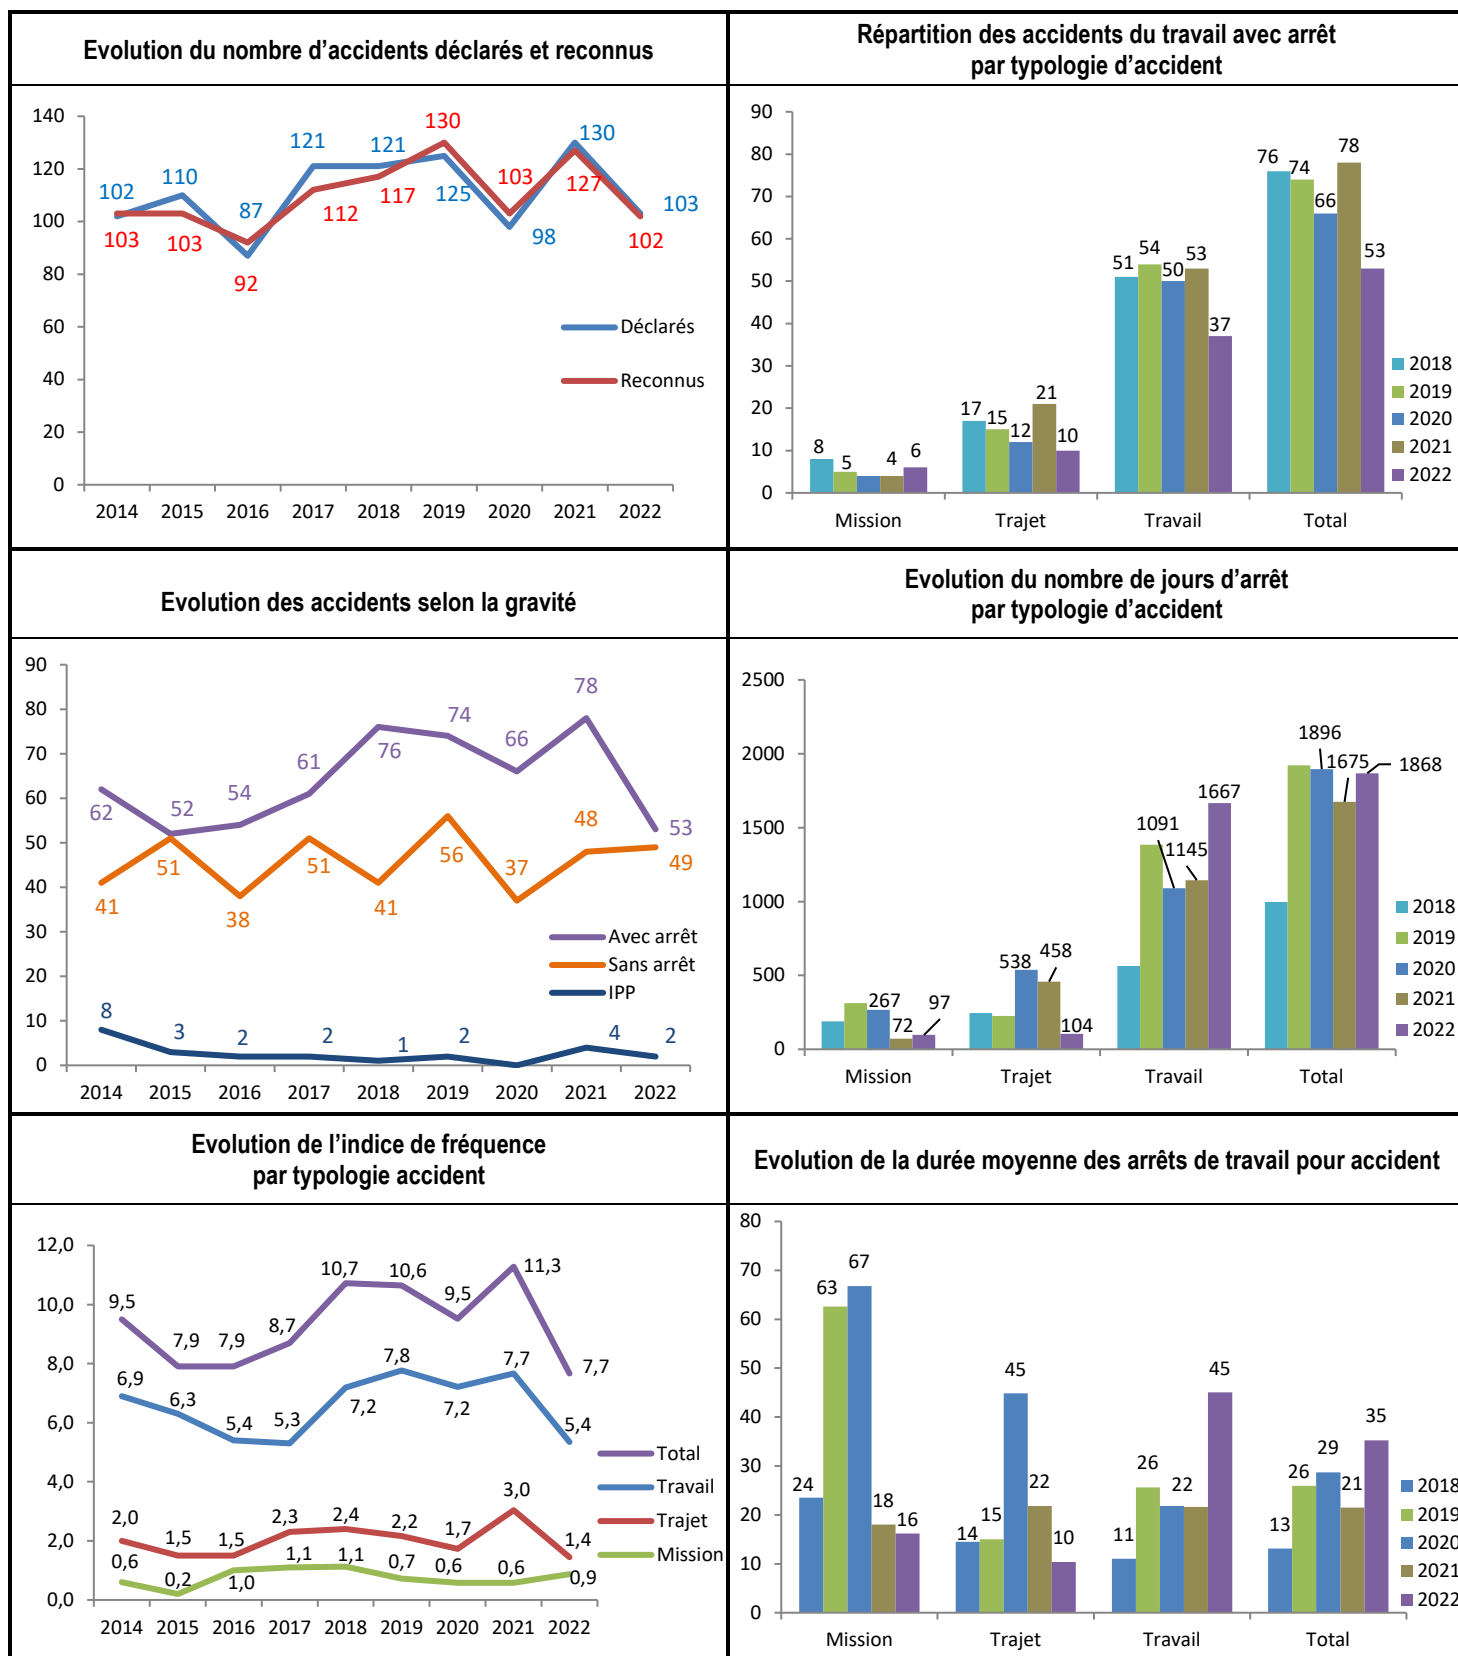 Evolution du nombre d'accidents déclarés et reconnus
140
120
100
80
60
40
20
0
102
110
87
121
121
125
98
130
103
103
103
92
112
117
130
103
127
102
Déclarés
Reconnus
2014 2015 2016 2017 2018 2019 2020 2021 2022
Répartition des accidents du travail avec arrêt
par typologie d'accident
90
80
70
60
50
40
30
20
10
0
8 5 4 6
17 15 12 21 10
51 54 50 53 37
76 74 66 78 53
2018
2019
2020
2021
2022
Mission Trajet Travail Total
Evolution des accidents selon la gravité
90
80
70
60
50
40
30
20
10
0
62 52 54 61 76 74 66 78 53
41 51 38 51 41 56 37 48 49
8 3 2 2 1 2 4 2
Avec arrêt
Sans arrêt
IPP
2014 2015 2016 2017 2018 2019 2020 2021 2022
Evolution du nombre de jours d'arrêt
par typologie d'accident
2500
2000
1500
1000
500
0
267 72 97
538 458 104
1091 1145 1667
1896 1675 1868
2018
2019
2020
2021
2022
Mission Trajet Travail Total
Evolution de l'indice de fréquence
par typologie accident
12,0
10,0
8,0
6,0
4,0
2,0
0,0
9,5 7,9 7,9 8,7 10,7 10,6 9,5 11,3 7,7
6,9 6,3 5,4 5,3 7,2 7,8 7,2 7,7 5,4
2,0 1,5 1,5 2,3 2,4 2,2 1,7 3,0 1,4
0,6 0,2 1,0 1,1 1,1 0,7 0,6 0,6 0,9
Total
Travail
Trajet
Mission
2014 2015 2016 2017 2018 2019 2020 2021 2022
Evolution de la durée moyenne des arrêts de travail pour accident
80
70
60
50
40
30
20
10
0
24 63 67 18 16
14 15 45 22 10
11 26 22 45
13 26 29 21 35
2018
2019
2020
2021
2022
Mission Trajet Travail Total